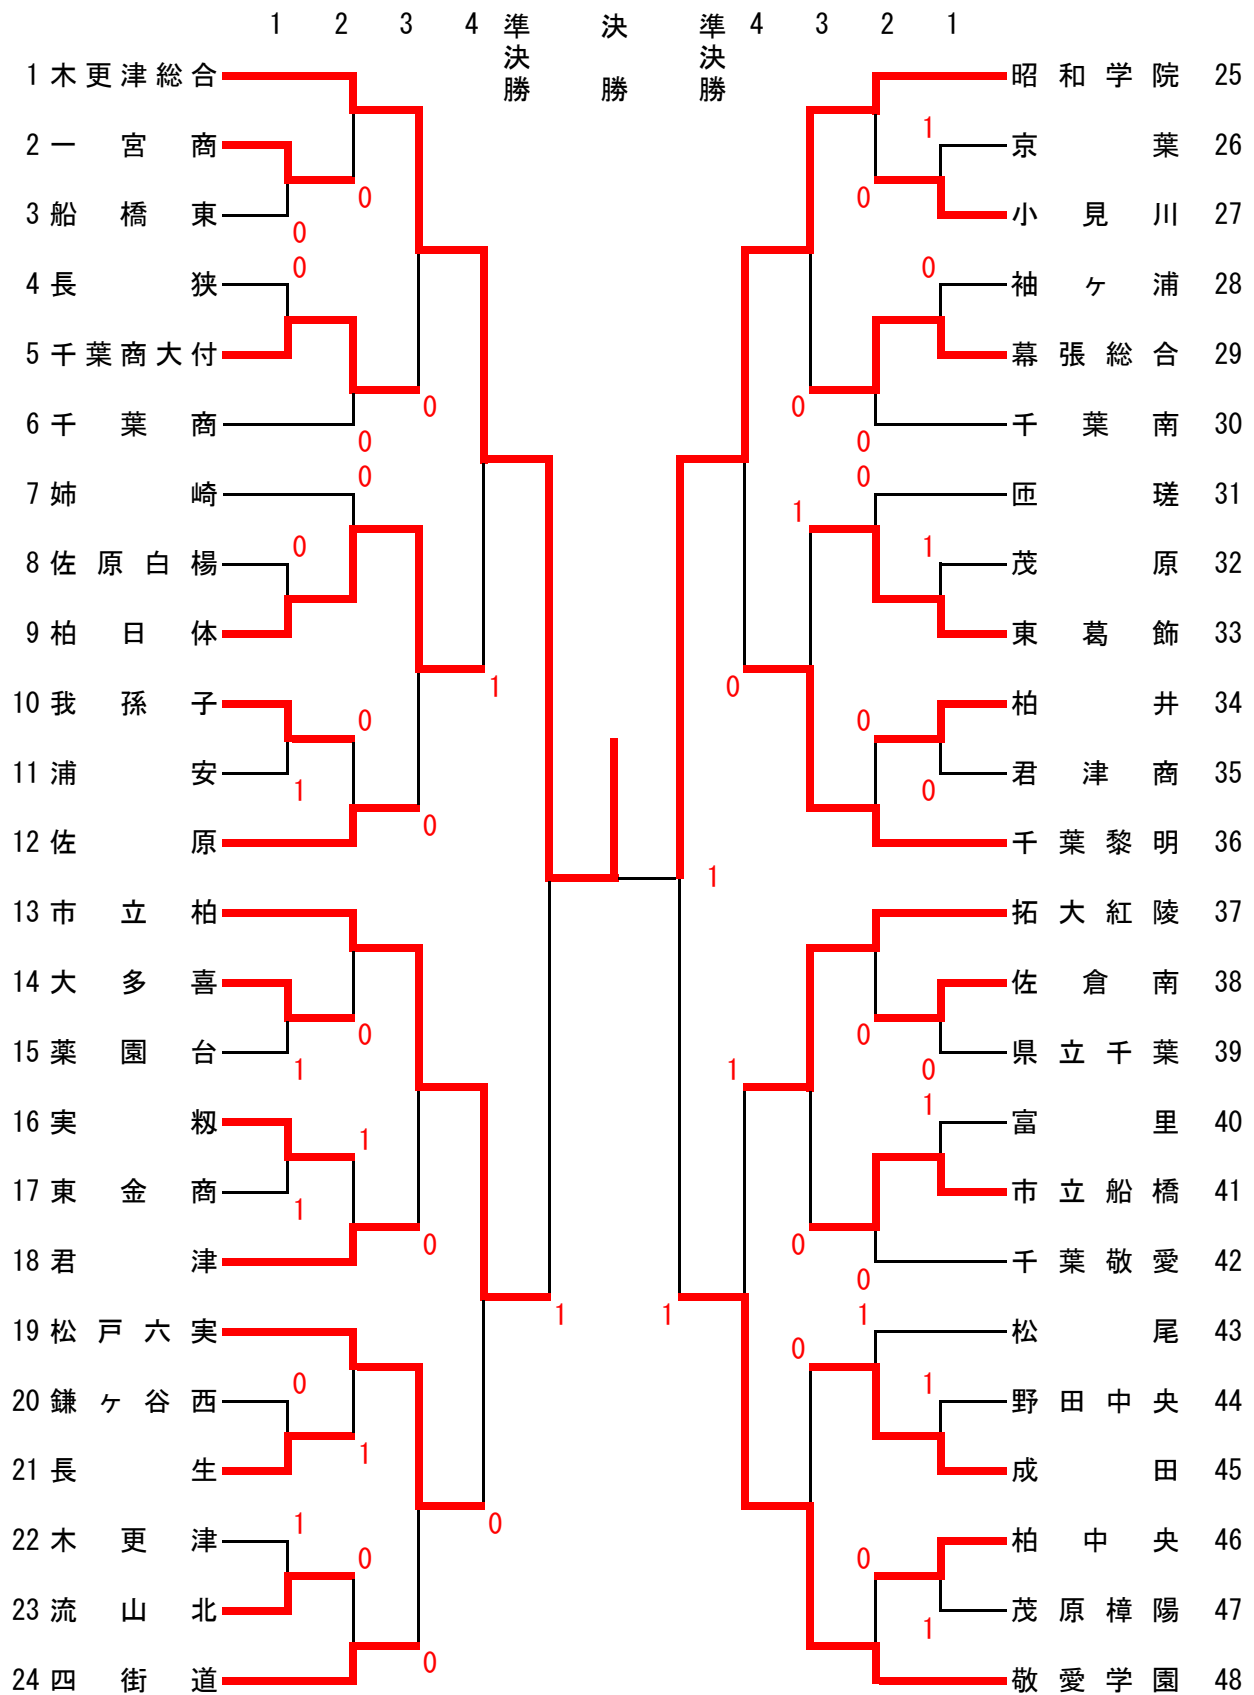 1 2 3 4 準決勝 決勝 準決勝 4 3 2 1
1 木更津総合 昭和学院 25
1
2 一宮商 京葉 26
0 0
3 船橋東 小見川 27
0
0 0
4 長狭 袖ヶ浦 28
5 千葉商大付 幕張総合 29
0 0
6 千葉商 千葉南 30
0 0
0 0
7 姉崎 匝瑳 31
1
0 1
8 佐原白楊 茂原 32
9 柏日体 東葛飾 33
1 0
10 我孫子 柏井 34
0 0
11 浦安 君津商 35
1 0
0
12 佐原 千葉黎明 36
1
13 市立柏 拓大紅陵 37
14 大多喜 佐倉南 38
0 0
15 薬園台 県立千葉 39
1 1 0
1
16 実籾 富里 40
1
17 東金商 市立船橋 41
1
0 0
18 君津 千葉敬愛 42
0
1 1 1
19 松戸六実 松尾 43
0
0 1
20 鎌ヶ谷西 野田中央 44
1
21 長生 成田 45
1 0
22 木更津 柏中央 46
0 0
23 流山北 茂原樟陽 47
1
0
24 四街道 敬愛学園 48